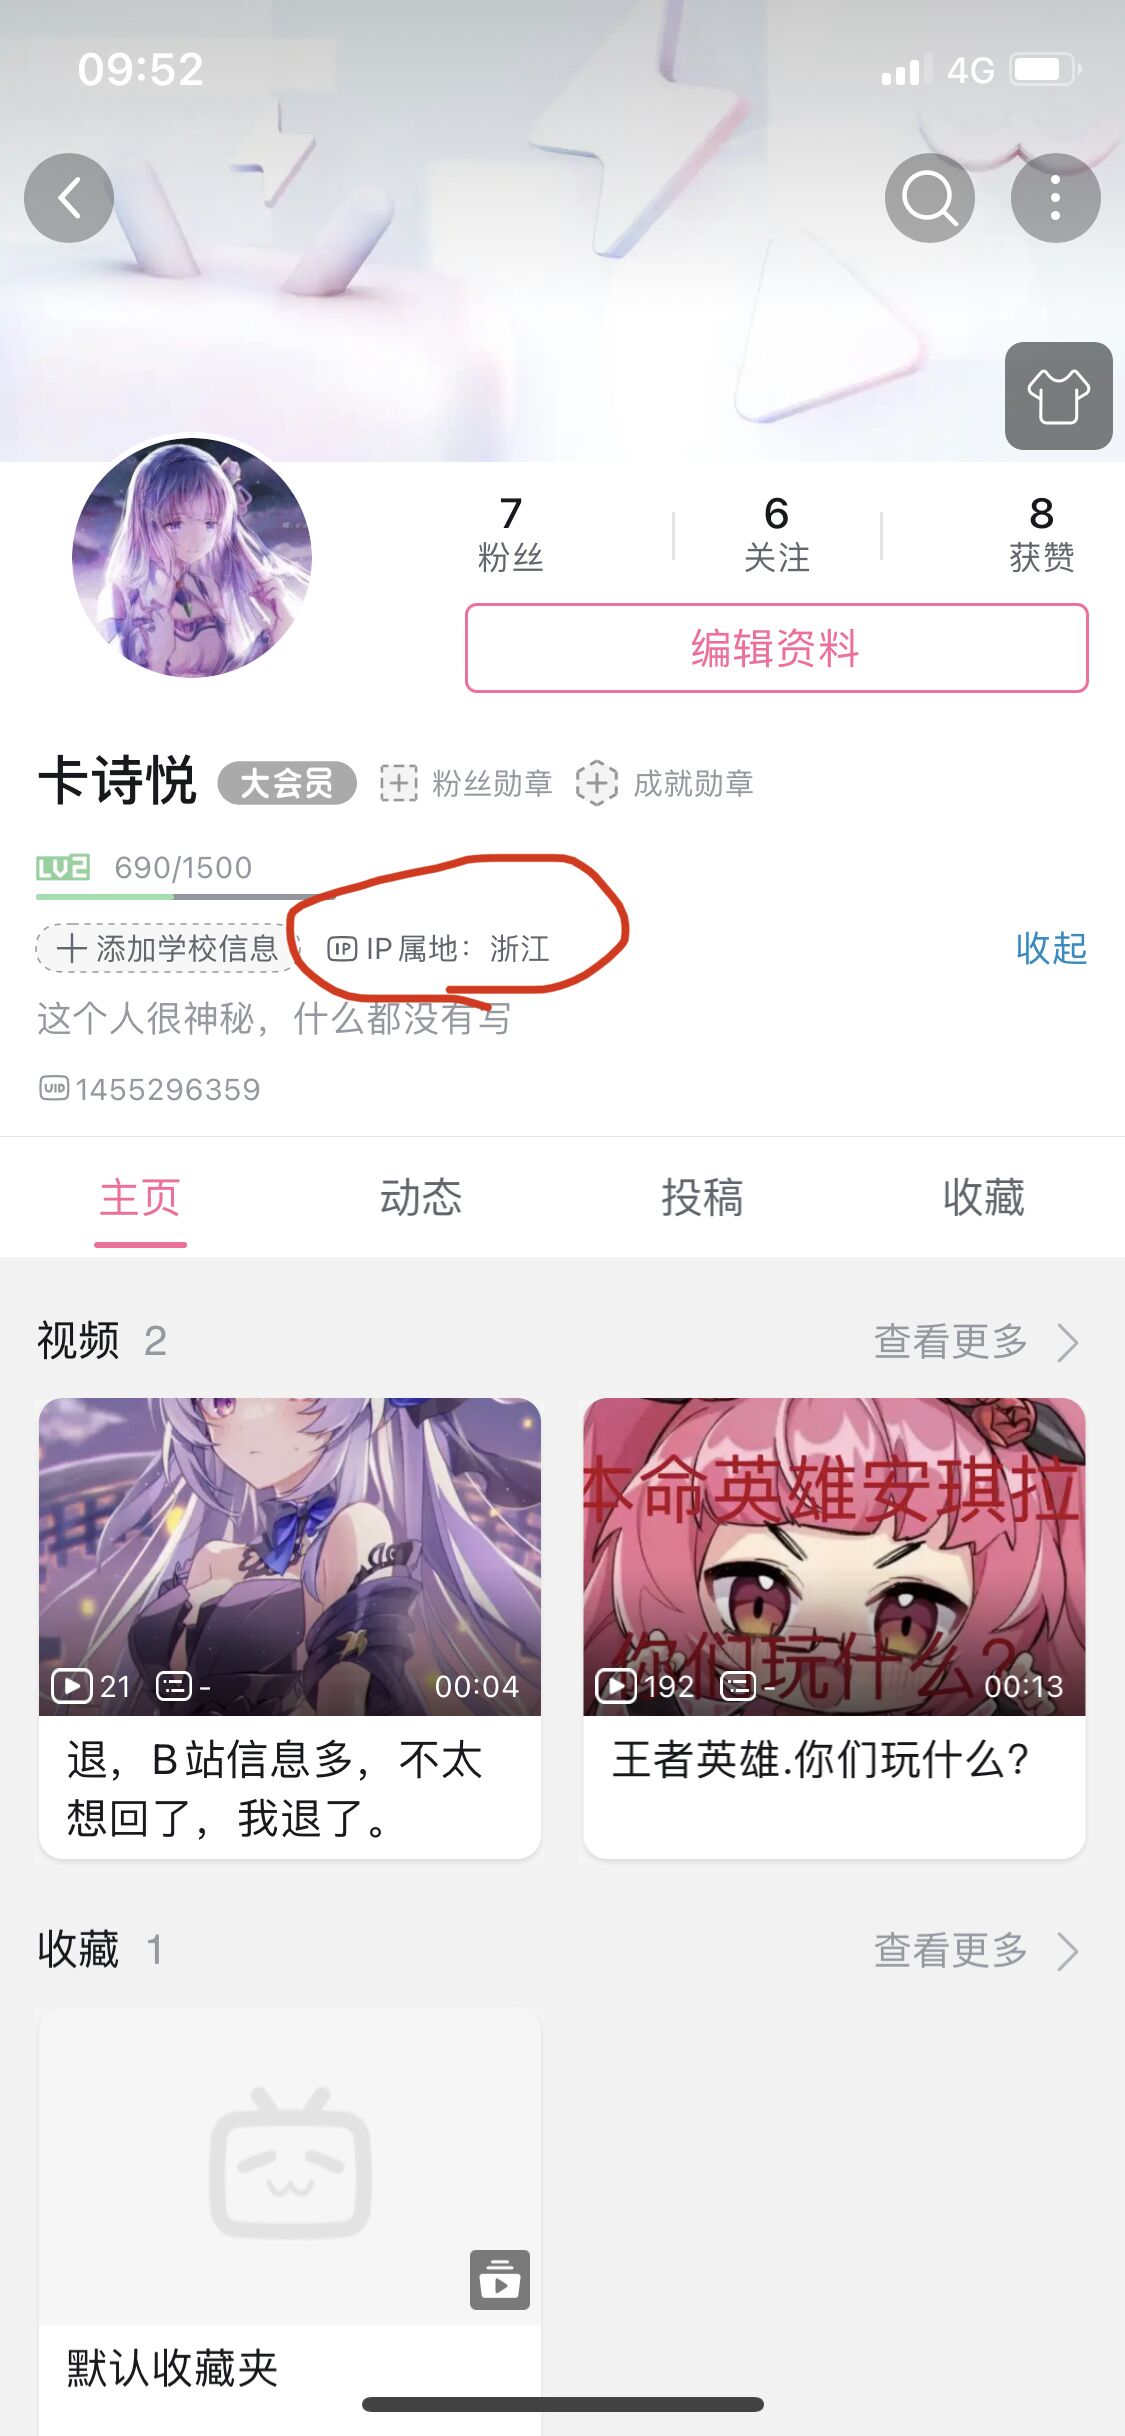 09:52
4G
7
粉丝
6
关注
8
获赞
编辑资料
卡诗悦
大会员
粉丝勋章
成就勋章
LV2
690/1500
添加学校信息
IP IP属地：浙江
收起
这个人很神秘，什么都没有写
UID 1455296359
主页
动态
投稿
收藏
视频 2
查看更多
21
-
00:04
退，B站信息多，不太
想回了，我退了。
本命英雄安琪拉
你们玩什么?
192
-
00:13
王者英雄.你们玩什么?
收藏 1
查看更多
默认收藏夹